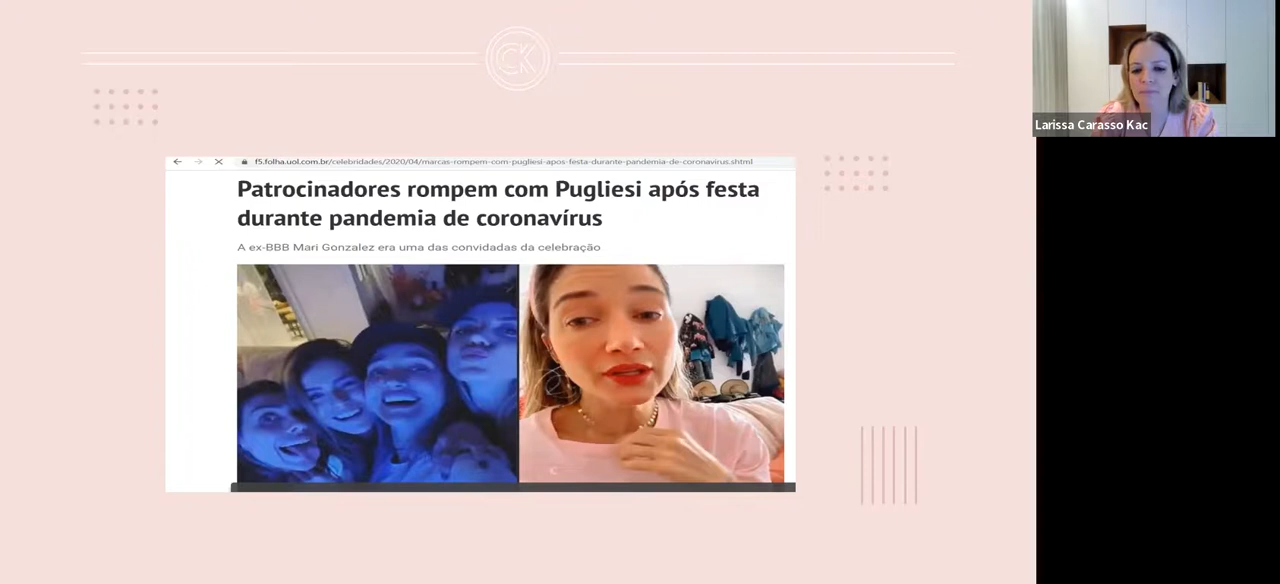 CK
f5.folha.uol.com.br/celebridades/2020/04/marcas-rompem-com-pugliesi-apos-festa-durante-pandemia-de-coronavirus.shtml
Patrocinadores rompem com Pugliesi após festa
durante pandemia de coronavírus
A ex-BBB Mari Gonzalez era uma das convidadas da celebração
Larissa Carasso Kac